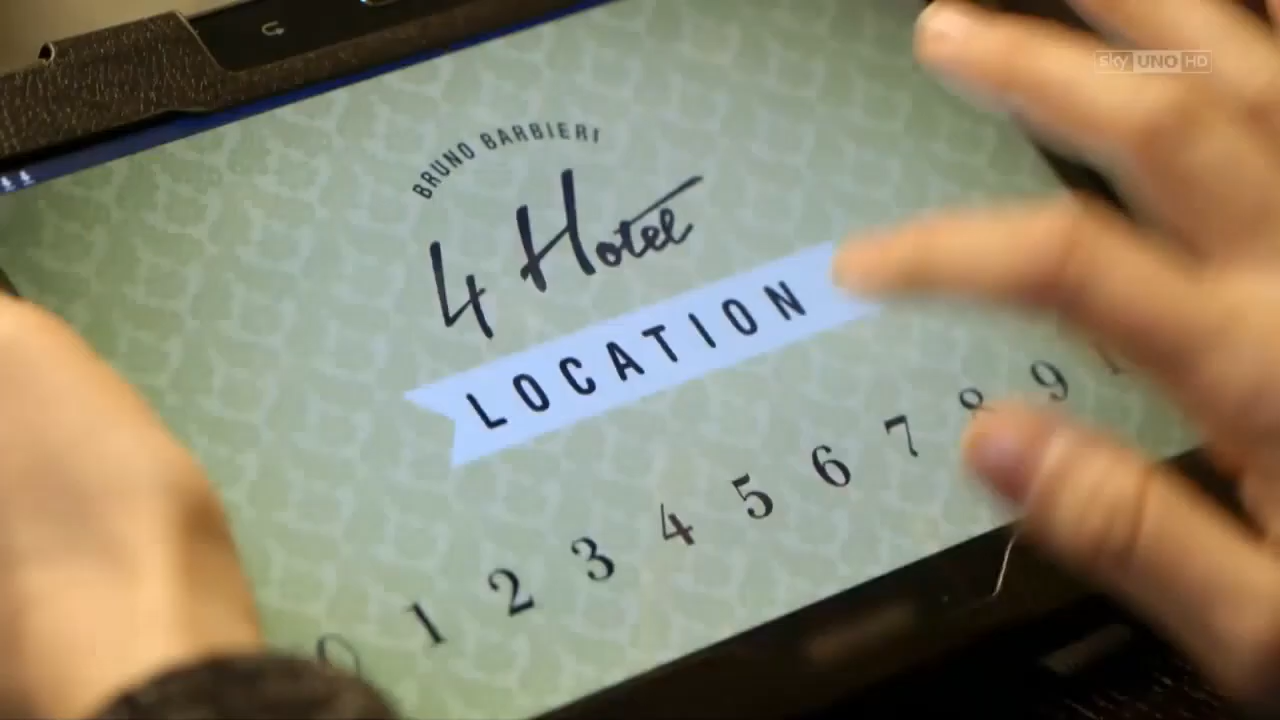 sky UNO HD
BRUNO BARBIERI
4 Hotel
LOCATION
0 1 2 3 4 5 6 7 8 9